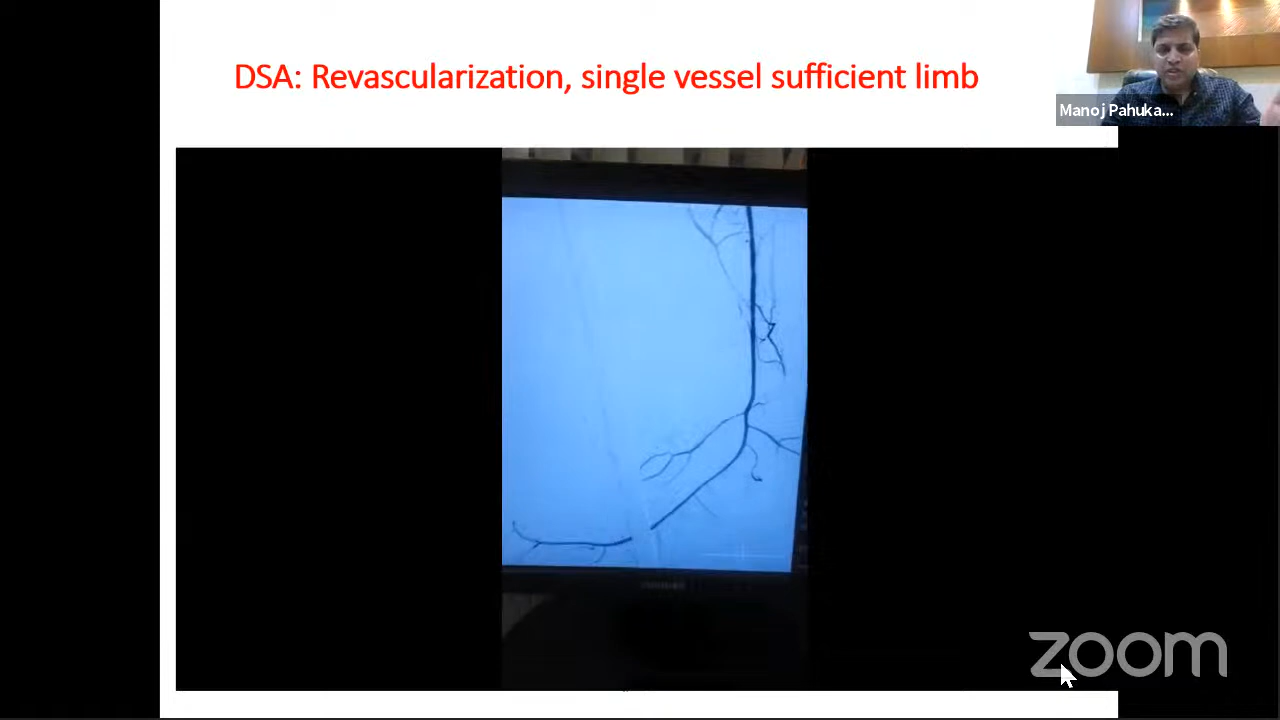 DSA: Revascularization, single vessel sufficient limb
Manoj Pahuka...
zoom